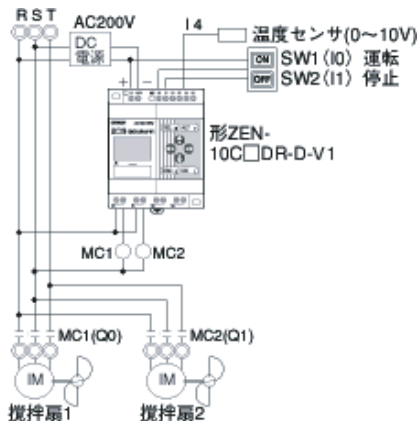 R S T
AC200V
DC
電源
I4
温度センサ(0～10V)
ON
SW1(I0) 運転
OFF
SW2(I1) 停止
+
−
形ZEN-
10C□DR-D-V1
MC1
MC2
MC1(Q0)
MC2(Q1)
IM
IM
撹拌扇1
撹拌扇2